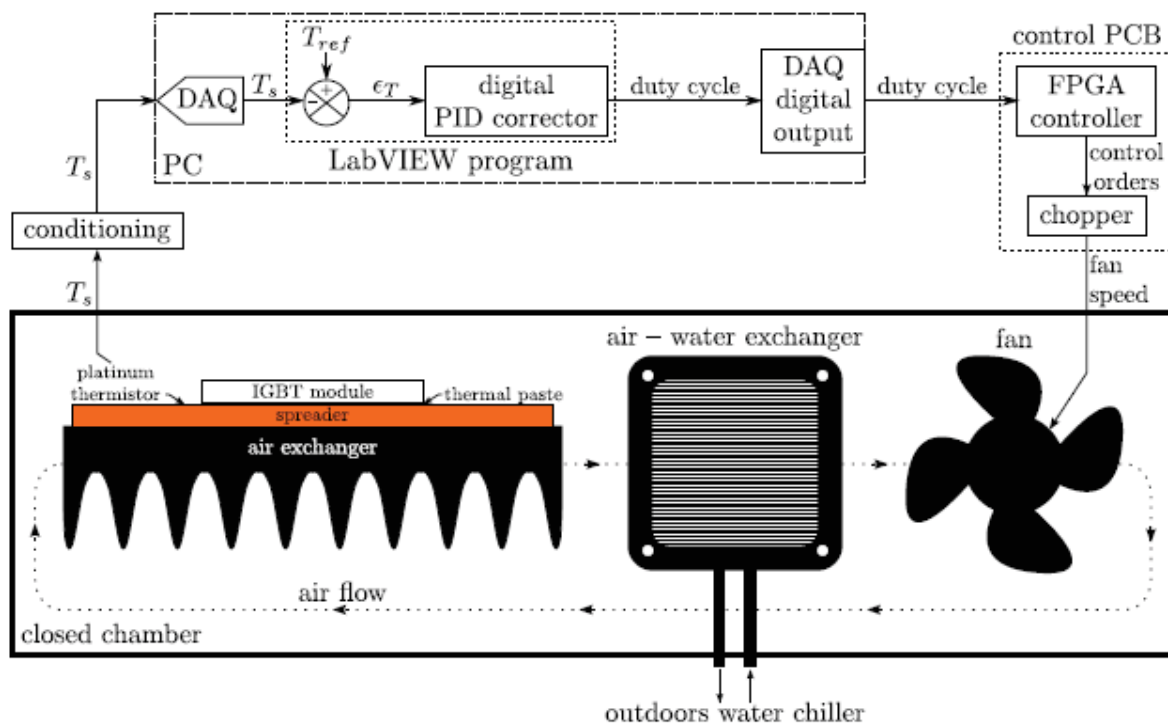 control PCB
T_ref
+
-
DAQ
T_s
ϵ_T
digital
PID corrector
duty cycle
DAQ
digital
output
duty cycle
FPGA
controller
LabVIEW program
PC
control
orders
chopper
T_s
conditioning
T_s
fan
speed
air – water exchanger
fan
platinum
thermistor
IGBT module
thermal paste
spreader
air exchanger
air flow
closed chamber
outdoors water chiller